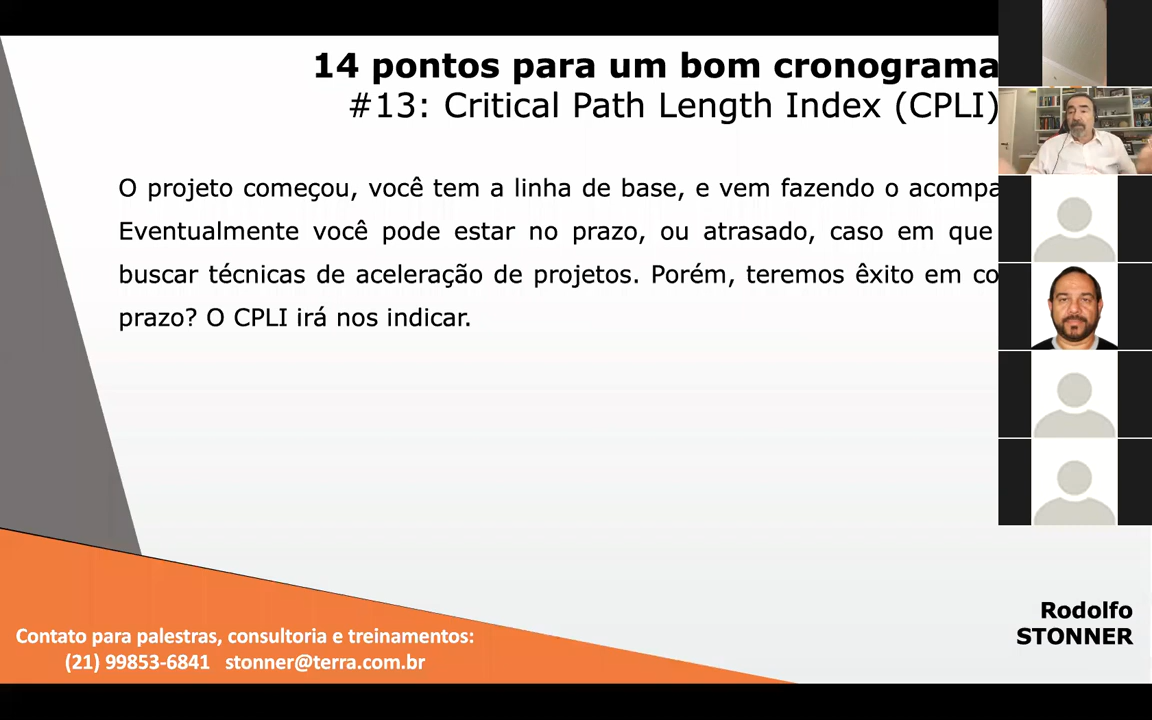 14 pontos para um bom cronograma
#13: Critical Path Length Index (CPLI)
O projeto começou, você tem a linha de base, e vem fazendo o
Eventualmente você pode estar no prazo, ou atrasado, caso em que
buscar técnicas de aceleração de projetos. Porém, teremos êxito em
prazo? O CPLI irá nos indicar.
Rodolfo
STONNER
Contato para palestras, consultoria e treinamentos:
(21) 99853-6841 stonner@terra.com.br